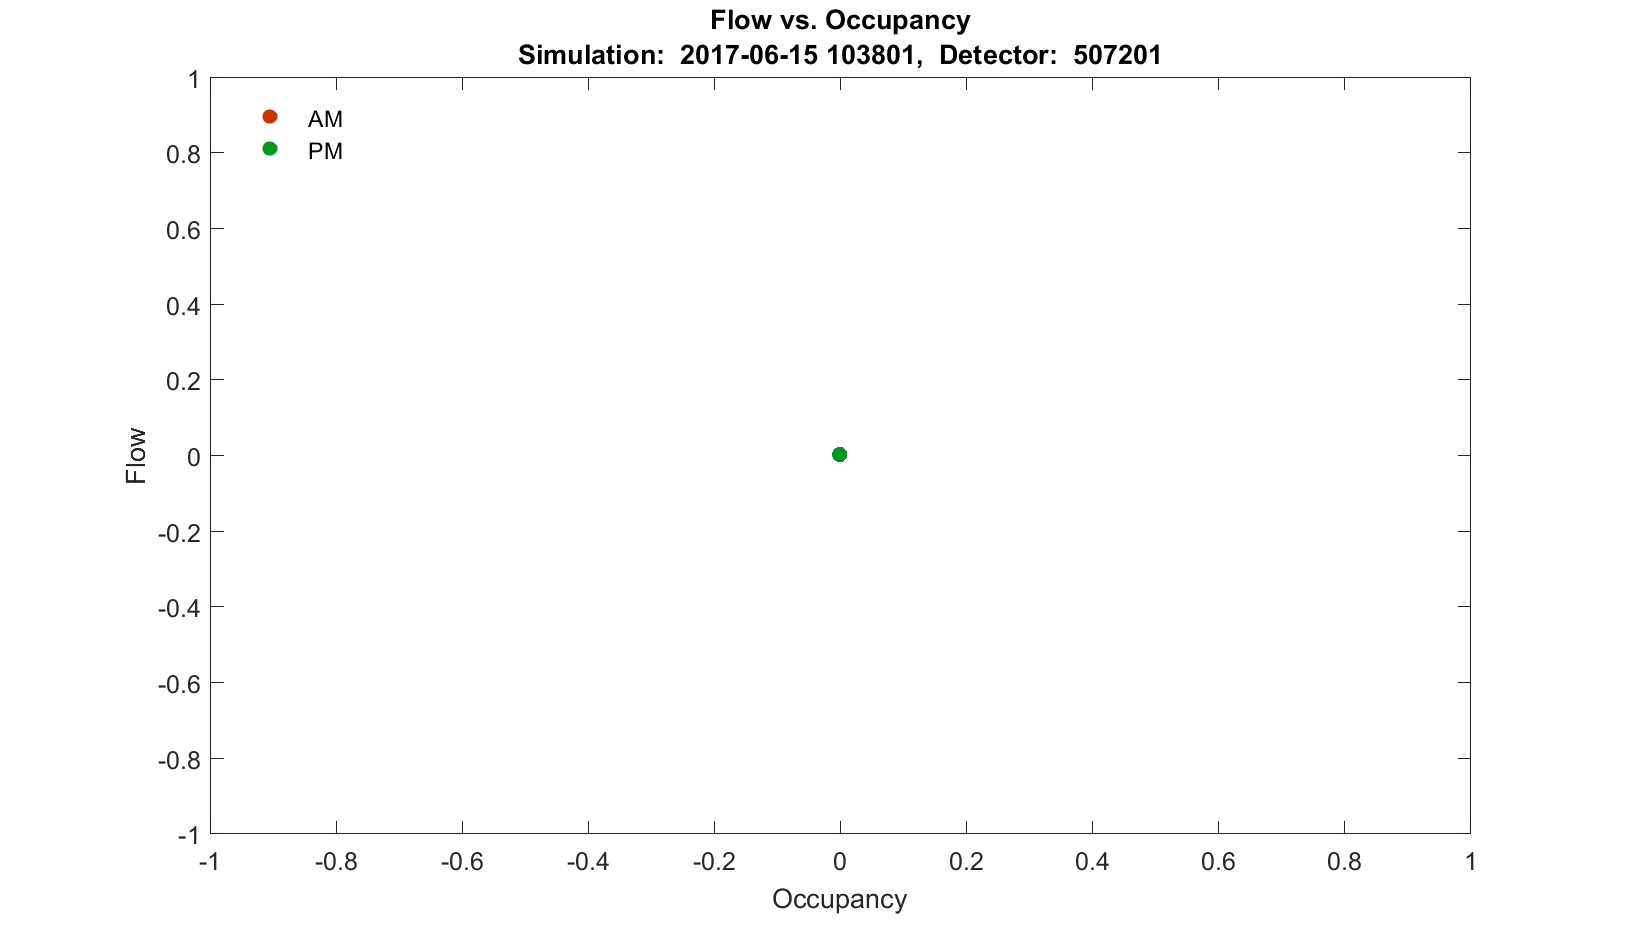 Flow vs. Occupancy
Simulation:  2017-06-15 103801,  Detector:  507201
AM
PM
1
0.8
0.6
0.4
0.2
0
-0.2
-0.4
-0.6
-0.8
-1
Flow
-1 -0.8 -0.6 -0.4 -0.2 0 0.2 0.4 0.6 0.8 1
Occupancy